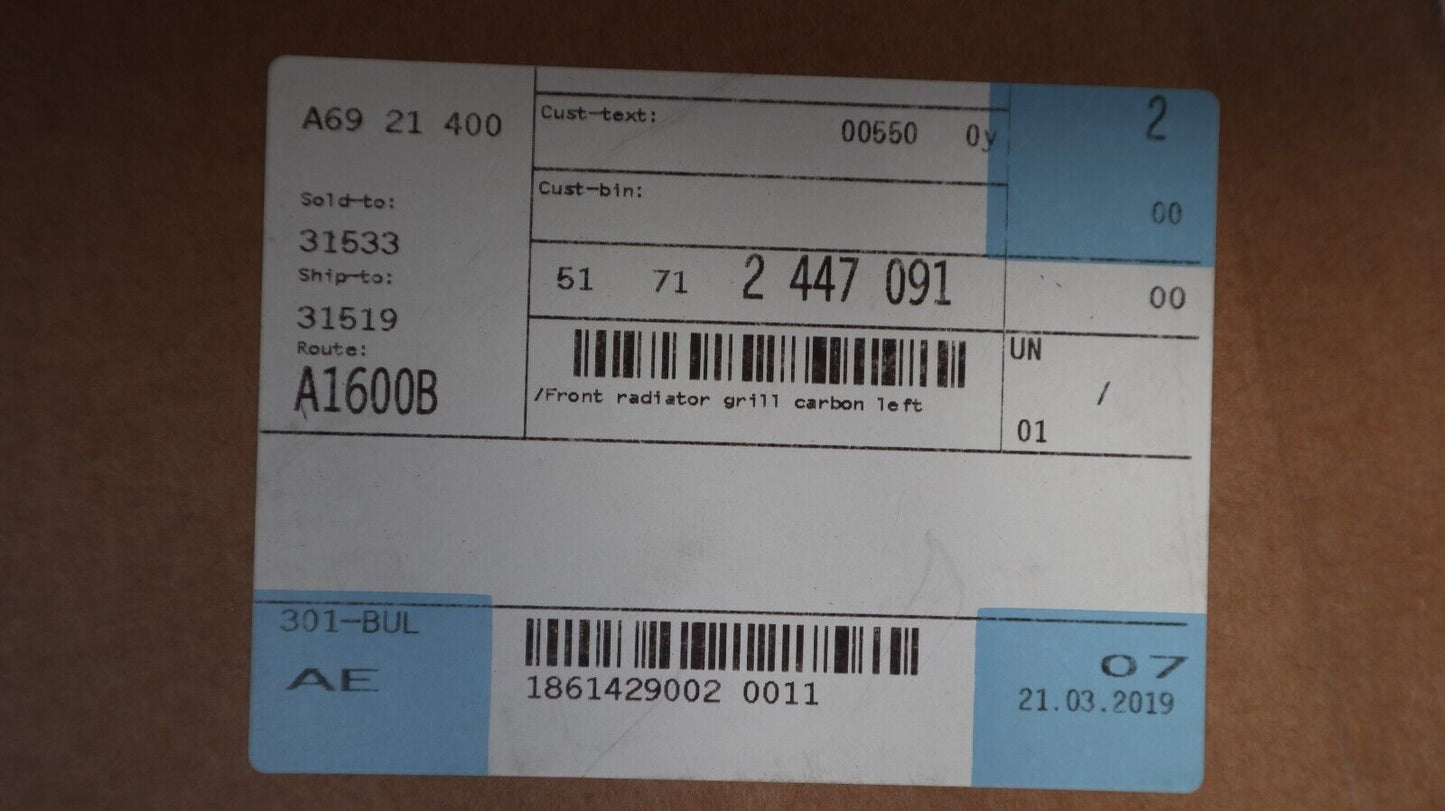 A69 21 400
Sold-to:
31533
Ship-to:
31519
Route:
A1600B
Cust-text:
00550 0y
Cust-bin:
51 71 2 447 091
/Front radiator grill carbon left
2
00
00
UN
/
01
301-BUL
AE
1861429002 0011
07
21.03.2019